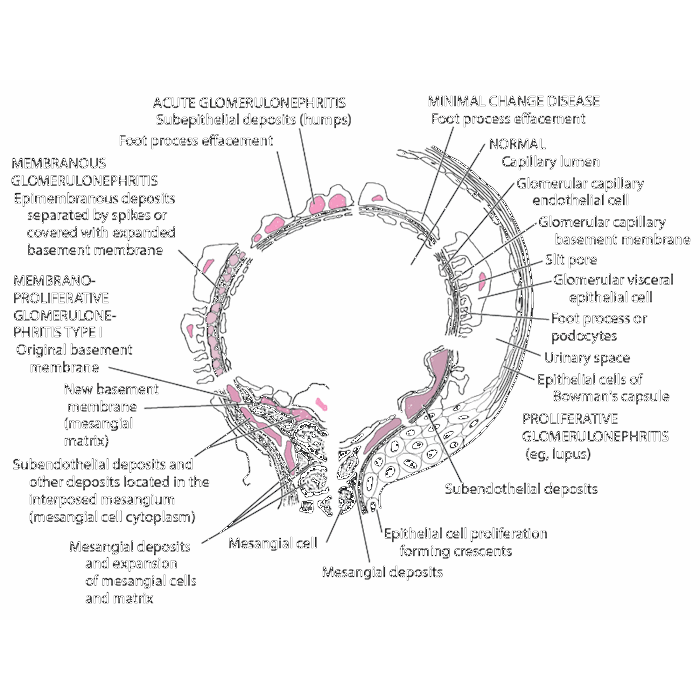 ACUTE GLOMERULONEPHRITIS
Subepithelial deposits (humps)
Foot process effacement
MINIMAL CHANGE DISEASE
Foot process effacement
NORMAL
Capillary lumen
Glomerular capillary
endothelial cell
Glomerular capillary
basement membrane
Slit pore
Glomerular visceral
epithelial cell
Foot process or
podocytes
Urinary space
Epithelial cells of
Bowman's capsule
PROLIFERATIVE
GLOMERULONEPHRITIS
(eg, lupus)
Subendothelial deposits
Epithelial cell proliferation
forming crescents
Mesangial deposits
Mesangial cell
MEMBRANOUS
GLOMERULONEPHRITIS
Epimembranous deposits
separated by spikes or
covered with expanded
basement membrane
MEMBRANO-
PROLIFERATIVE
GLOMERULONE-
PHRITIS TYPE I
Original basement
membrane
New basement
membrane
(mesangial
matrix)
Subendothelial deposits and
other deposits located in the
interposed mesangium
(mesangial cell cytoplasm)
Mesangial deposits
and expansion
of mesangial cells
and matrix